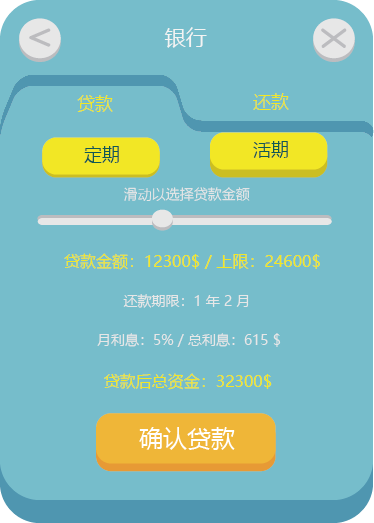 银行
贷款
还款
定期
活期
滑动以选择贷款金额
贷款金额：12300$ / 上限：24600$
还款期限：1 年 2 月
月利息：5% / 总利息：615 $
贷款后总资金：32300$
确认贷款